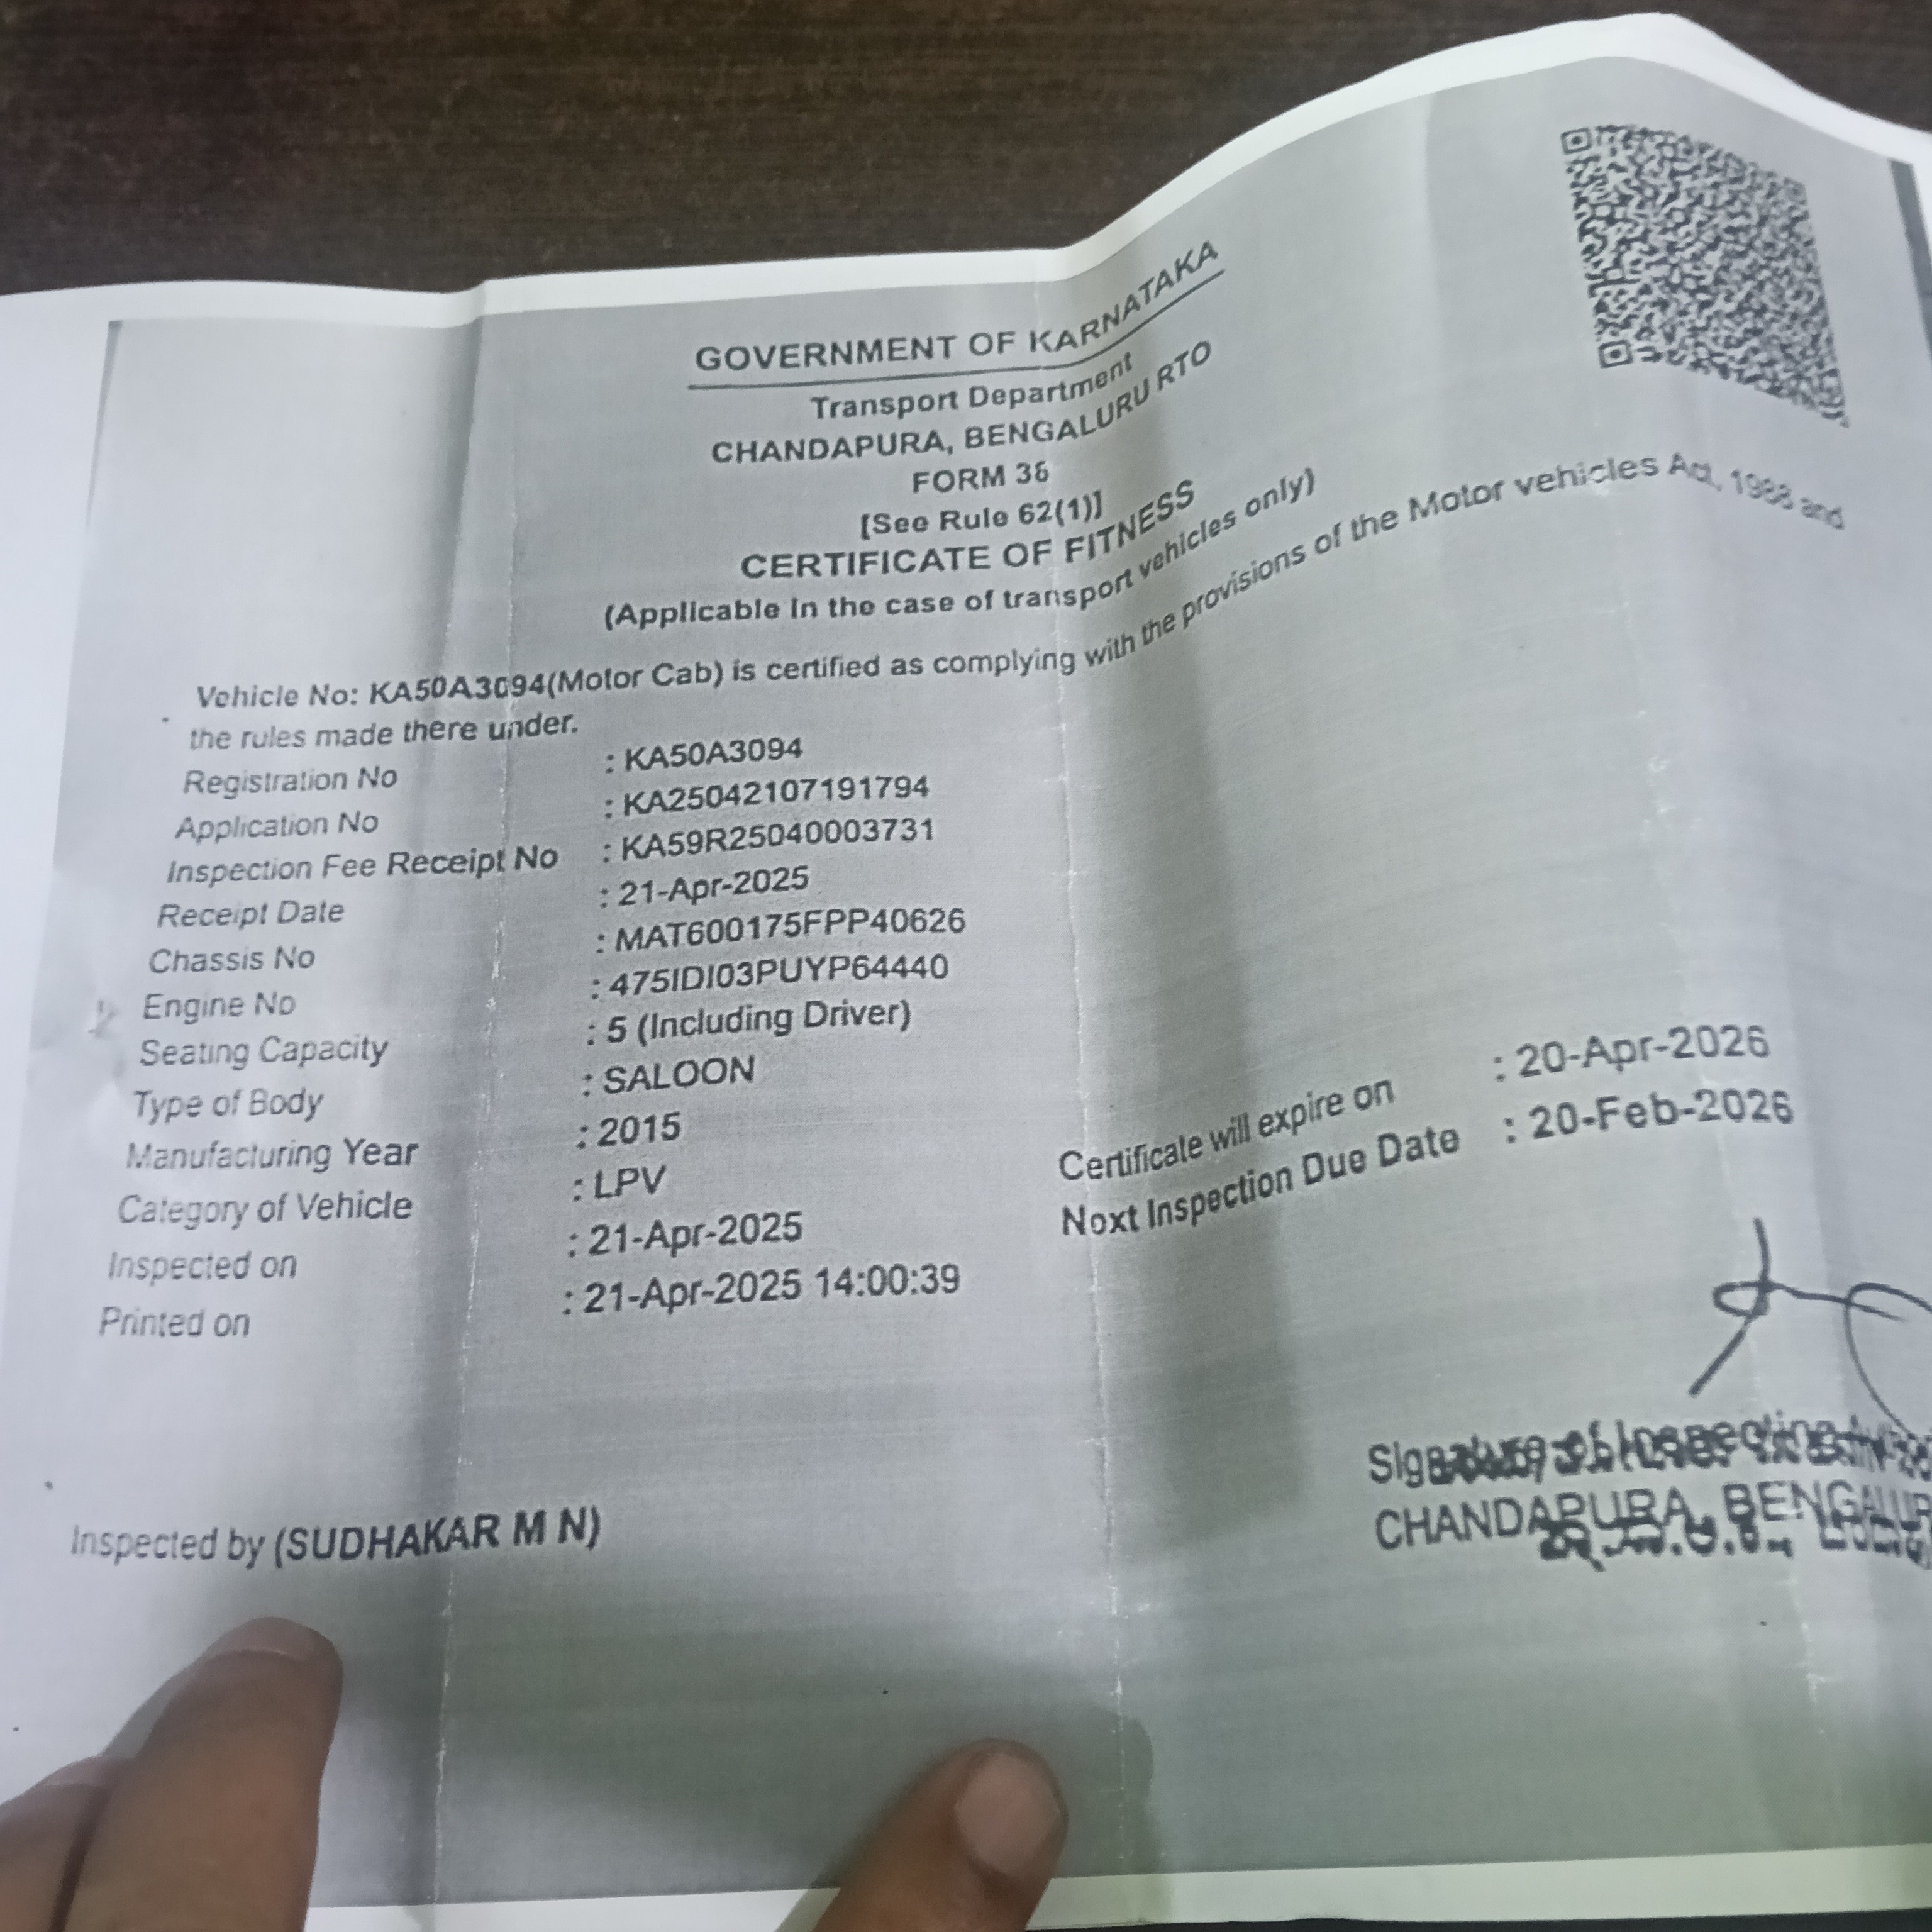 GOVERNMENT OF KARNATAKA
Transport Department
CHANDAPURA, BENGALURU RTO
FORM 38
[See Rule 62(1)]
CERTIFICATE OF FITNESS
(Applicable in the case of transport vehicles only)
Vehicle No: KA50A3094(Motor Cab) is certified as complying with the provisions of the Motor vehicles Act, 1988 and
the rules made there under.
Registration No : KA50A3094
Application No : KA25042107191794
Inspection Fee Receipt No : KA59R25040003731
Receipt Date : 21-Apr-2025
Chassis No : MAT600175FPP40626
Engine No : 475IDI03PUYP64440
Seating Capacity : 5 (Including Driver)
Type of Body : SALOON
Manufacturing Year : 2015
Category of Vehicle : LPV
Inspected on : 21-Apr-2025
Printed on : 21-Apr-2025 14:00:39
Certificate will expire on : 20-Apr-2026
Next Inspection Due Date : 20-Feb-2026
Inspected by (SUDHAKAR M N)
Signature of Inspecting
CHANDAPURA, BENGALUR